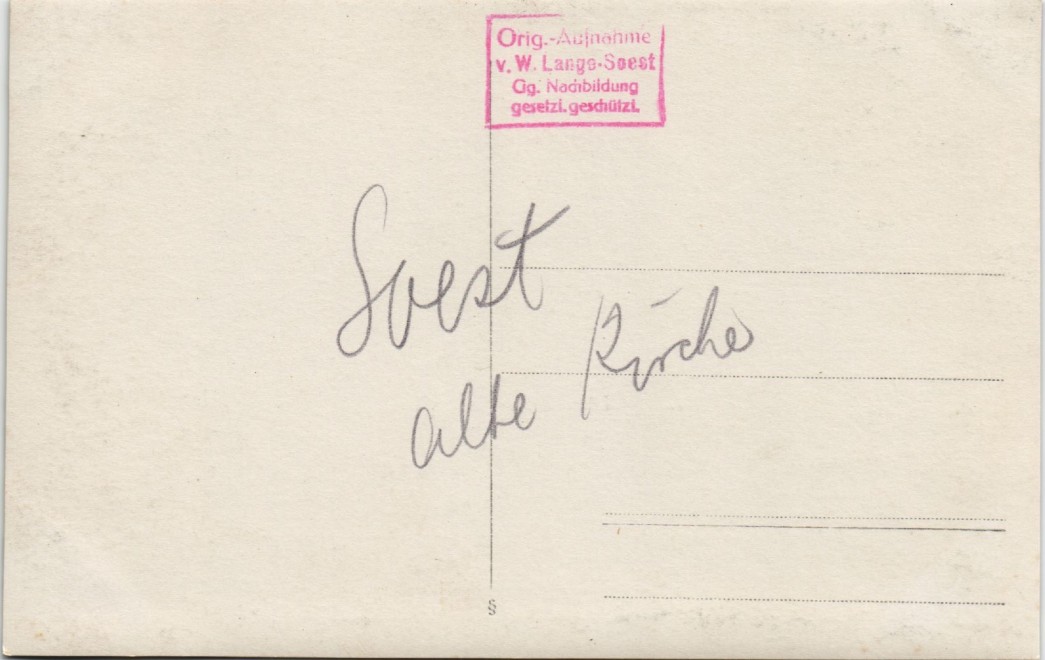 Orig.-Aufnahme
v. W. Lange-Soest
Gg. Nachbildung
gesetzl. geschützt.
Soest
alte Kirche
§